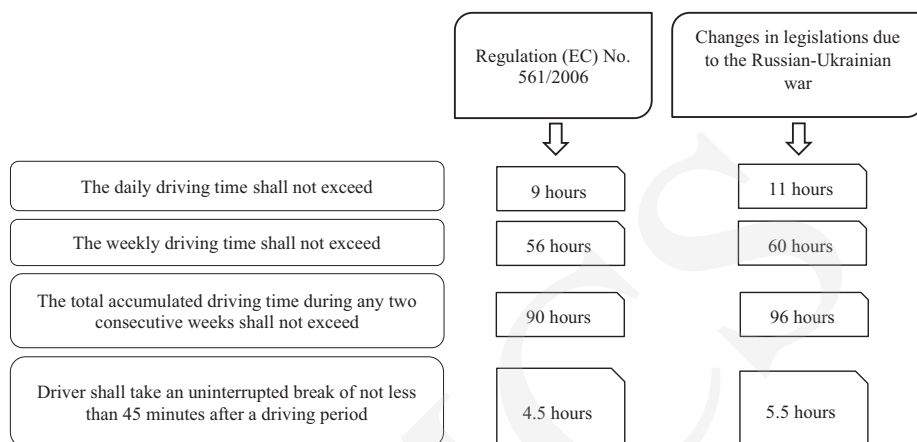 Regulation (EC) No.
561/2006
Changes in legislations due
to the Russian-Ukrainian
war
The daily driving time shall not exceed
9 hours
11 hours
The weekly driving time shall not exceed
56 hours
60 hours
The total accumulated driving time during any two
consecutive weeks shall not exceed
90 hours
96 hours
Driver shall take an uninterrupted break of not less
than 45 minutes after a driving period
4.5 hours
5.5 hours